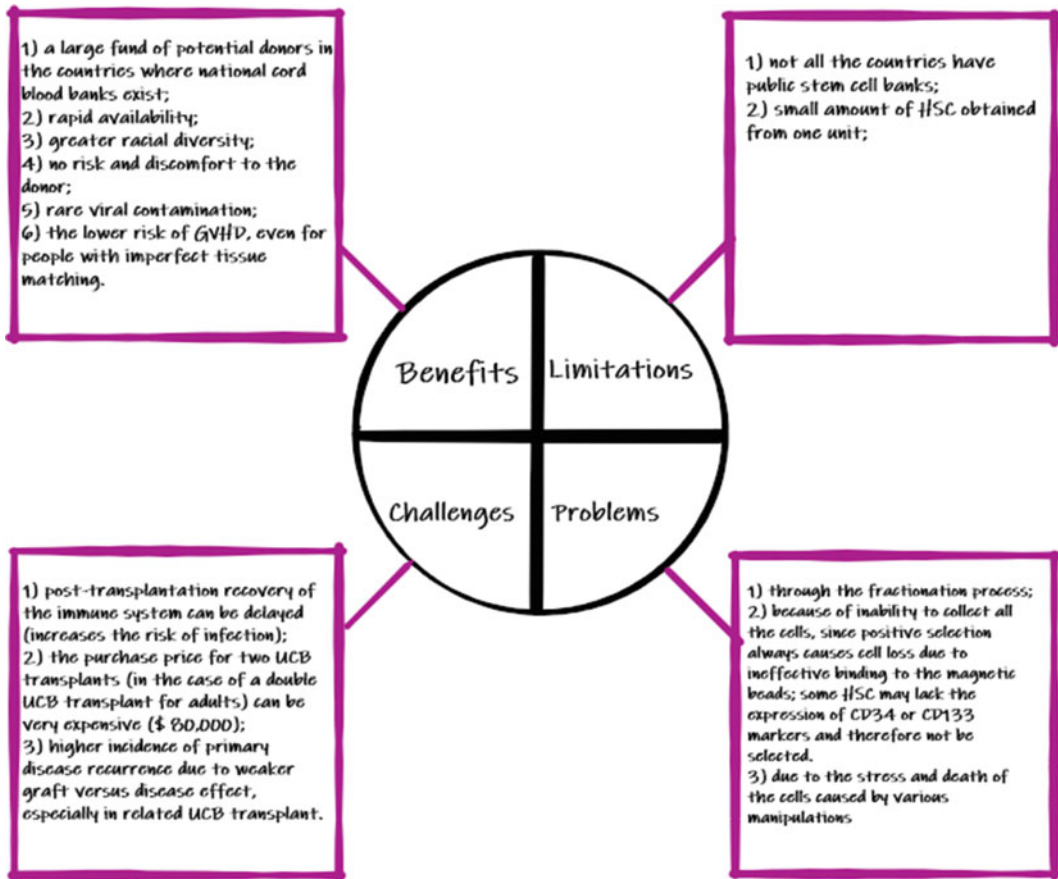 1) a large fund of potential donors in
the countries where national cord
blood banks exist;
2) rapid availability;
3) greater racial diversity;
4) no risk and discomfort to the
donor;
5) rare viral contamination;
6) the lower risk of GVHD, even for
people with imperfect tissue
matching.
1) not all the countries have
public stem cell banks;
2) small amount of HSC obtained
from one unit;
Benefits
Limitations
Challenges
Problems
1) post-transplantation recovery of
the immune system can be delayed
(increases the risk of infection);
2) the purchase price for two UCB
transplants (in the case of a double
UCB transplant for adults) can be
very expensive ($ 80,000);
3) higher incidence of primary
disease recurrence due to weaker
graft versus disease effect,
especially in related UCB transplant.
1) through the fractionation process;
2) because of inability to collect all
the cells, since positive selection
always causes cell loss due to
ineffective binding to the magnetic
beads; some HSC may lack the
expression of CD34 or CD133
markers and therefore not be
selected.
3) due to the stress and death of
the cells caused by various
manipulations